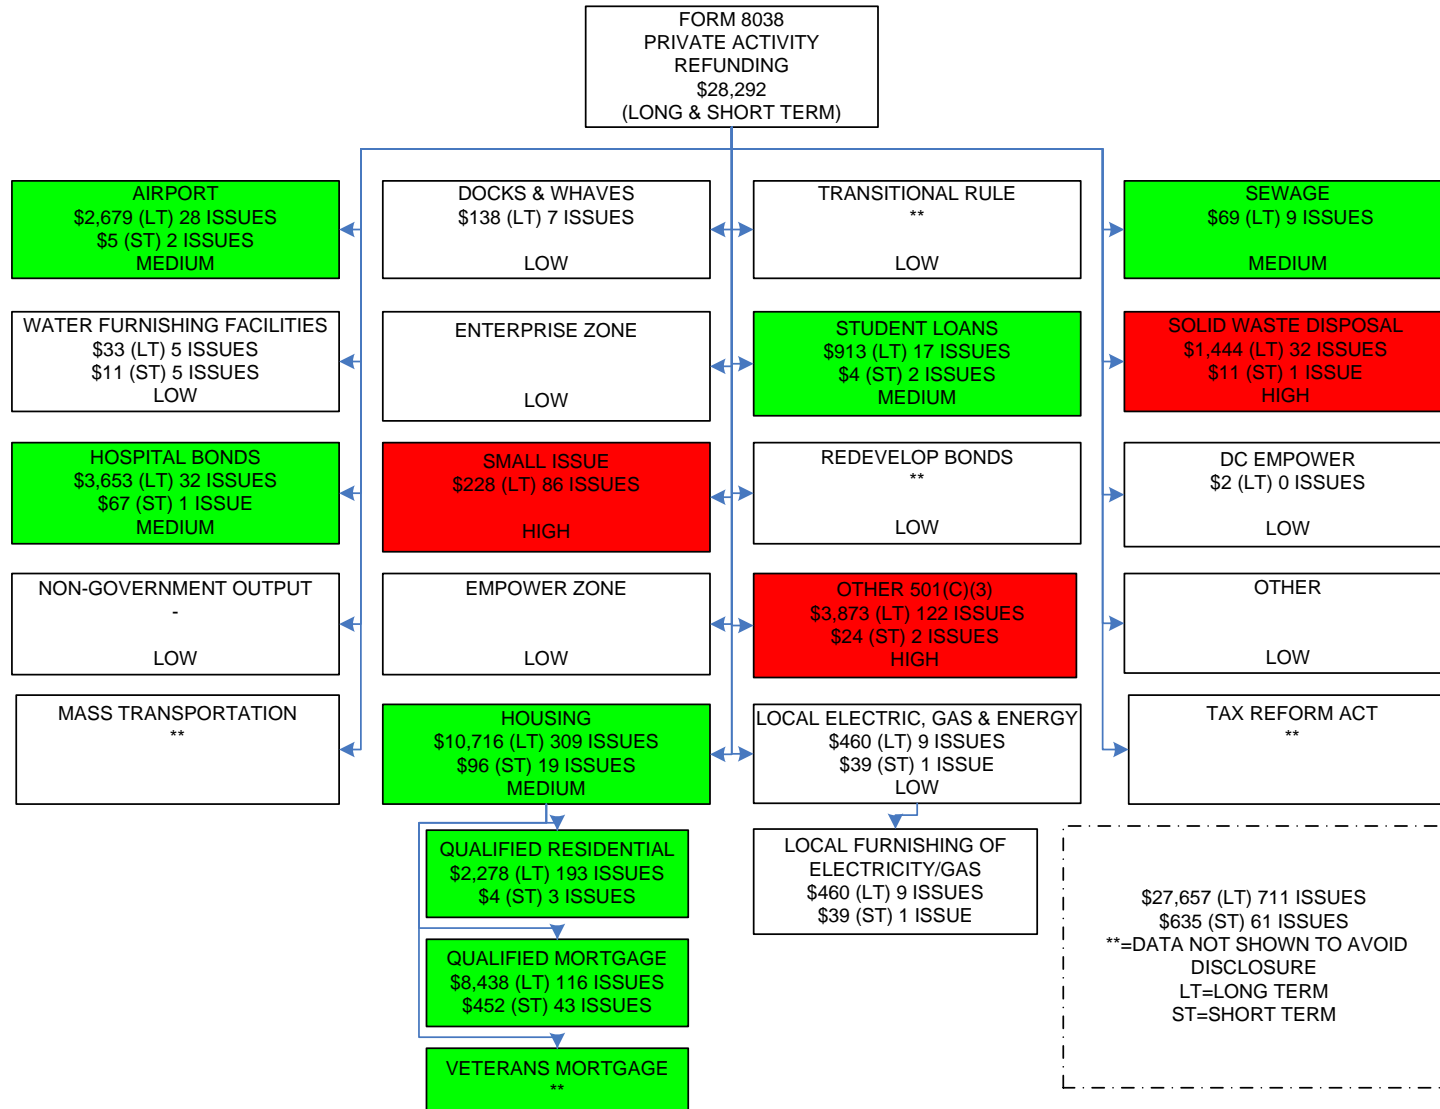 FORM 8038
PRIVATE ACTIVITY
REFUNDING
$28,292
(LONG & SHORT TERM)
AIRPORT
$2,679 (LT) 28 ISSUES
$5 (ST) 2 ISSUES
MEDIUM
DOCKS & WHAVES
$138 (LT) 7 ISSUES
LOW
TRANSITIONAL RULE
**
LOW
SEWAGE
$69 (LT) 9 ISSUES
MEDIUM
WATER FURNISHING FACILITIES
$33 (LT) 5 ISSUES
$11 (ST) 5 ISSUES
LOW
ENTERPRISE ZONE
LOW
STUDENT LOANS
$913 (LT) 17 ISSUES
$4 (ST) 2 ISSUES
MEDIUM
SOLID WASTE DISPOSAL
$1,444 (LT) 32 ISSUES
$11 (ST) 1 ISSUE
HIGH
HOSPITAL BONDS
$3,653 (LT) 32 ISSUES
$67 (ST) 1 ISSUE
MEDIUM
SMALL ISSUE
$228 (LT) 86 ISSUES
HIGH
REDEVELOP BONDS
**
LOW
DC EMPOWER
$2 (LT) 0 ISSUES
LOW
NON-GOVERNMENT OUTPUT
-
LOW
EMPOWER ZONE
LOW
OTHER 501(C)(3)
$3,873 (LT) 122 ISSUES
$24 (ST) 2 ISSUES
HIGH
OTHER
LOW
MASS TRANSPORTATION
**
HOUSING
$10,716 (LT) 309 ISSUES
$96 (ST) 19 ISSUES
MEDIUM
LOCAL ELECTRIC, GAS & ENERGY
$460 (LT) 9 ISSUES
$39 (ST) 1 ISSUE
LOW
TAX REFORM ACT
**
QUALIFIED RESIDENTIAL
$2,278 (LT) 193 ISSUES
$4 (ST) 3 ISSUES
LOCAL FURNISHING OF
ELECTRICITY/GAS
$460 (LT) 9 ISSUES
$39 (ST) 1 ISSUE
QUALIFIED MORTGAGE
$8,438 (LT) 116 ISSUES
$452 (ST) 43 ISSUES
VETERANS MORTGAGE
**
$27,657 (LT) 711 ISSUES
$635 (ST) 61 ISSUES
**=DATA NOT SHOWN TO AVOID
DISCLOSURE
LT=LONG TERM
ST=SHORT TERM